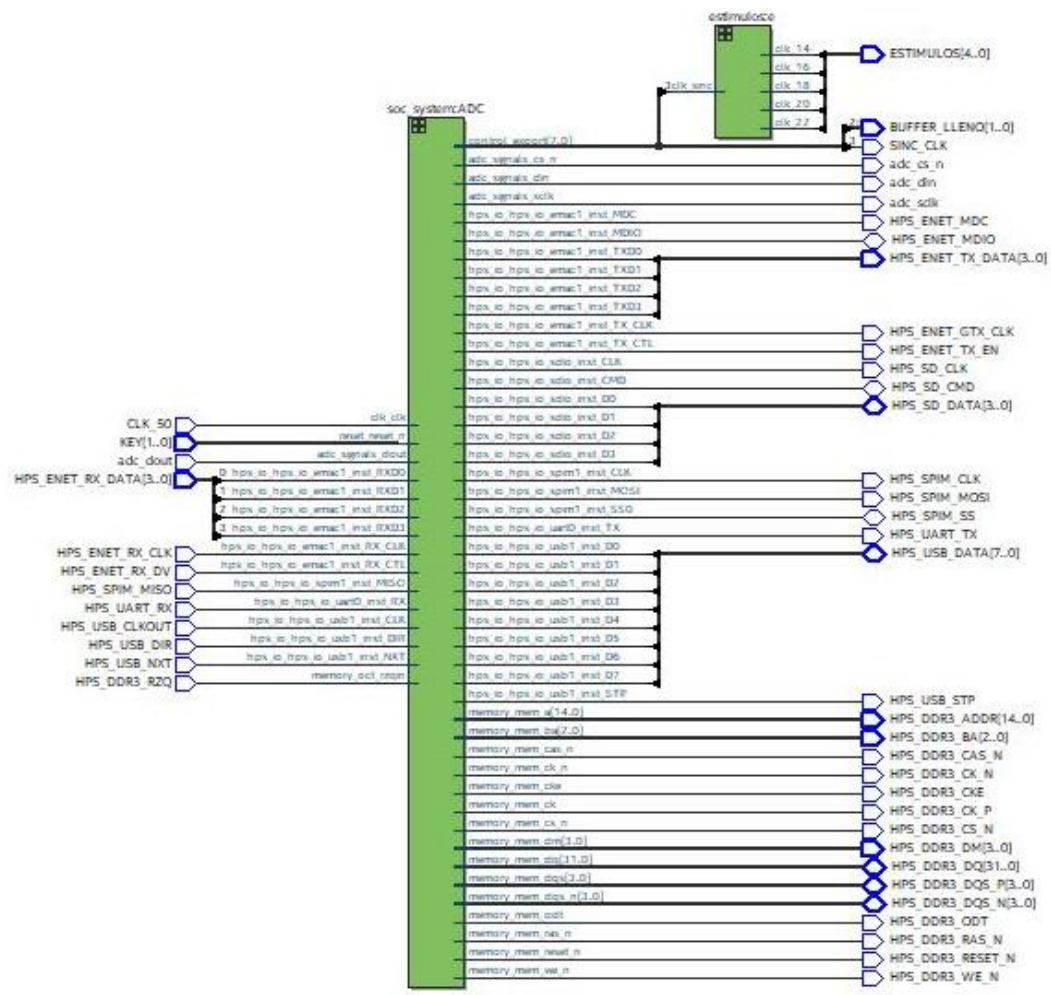 estimulos:e
clk_14
clk_16
clk_18
clk_20
clk_22
ESTIMULOS[4..0]
BUFFER_LLENO[1..0]
SINC_CLK
soc_system:ADC
control_export[7..0]
adc_signals_cs_n
adc_signals_din
adc_signals_sclk
hps_io_hps_io_emac1_inst_MDC
hps_io_hps_io_emac1_inst_MDIO
hps_io_hps_io_emac1_inst_TXD0
hps_io_hps_io_emac1_inst_TXD1
hps_io_hps_io_emac1_inst_TXD2
hps_io_hps_io_emac1_inst_TXD3
hps_io_hps_io_emac1_inst_TX_CLK
hps_io_hps_io_emac1_inst_TX_CTL
hps_io_hps_io_sdio_inst_CLK
hps_io_hps_io_sdio_inst_CMD
hps_io_hps_io_sdio_inst_D0
hps_io_hps_io_sdio_inst_D1
hps_io_hps_io_sdio_inst_D2
hps_io_hps_io_sdio_inst_D3
hps_io_hps_io_spim1_inst_CLK
hps_io_hps_io_spim1_inst_MOSI
hps_io_hps_io_spim1_inst_SS0
hps_io_hps_io_uart0_inst_TX
hps_io_hps_io_usb1_inst_D0
hps_io_hps_io_usb1_inst_D1
hps_io_hps_io_usb1_inst_D2
hps_io_hps_io_usb1_inst_D3
hps_io_hps_io_usb1_inst_D4
hps_io_hps_io_usb1_inst_D5
hps_io_hps_io_usb1_inst_D6
hps_io_hps_io_usb1_inst_D7
hps_io_hps_io_usb1_inst_STP
memory_mem_a[14..0]
memory_mem_ba[2..0]
memory_mem_cas_n
memory_mem_ck_n
memory_mem_cke
memory_mem_ck
memory_mem_cs_n
memory_mem_dm[3..0]
memory_mem_dq[31..0]
memory_mem_dqs[3..0]
memory_mem_dqs_n[3..0]
memory_mem_odt
memory_mem_ras_n
memory_mem_reset_n
memory_mem_we_n
CLK_50
KEY[1..0]
adc_dout
HPS_ENET_RX_DATA[3..0]
HPS_ENET_RX_CLK
HPS_ENET_RX_DV
HPS_SPIM_MISO
HPS_UART_RX
HPS_USB_CLKOUT
HPS_USB_DIR
HPS_USB_NXT
HPS_DDR3_RZQ
clk_clk
reset_reset_n
adc_signals_dout
0 hps_io_hps_io_emac1_inst_RXD0
1 hps_io_hps_io_emac1_inst_RXD1
2 hps_io_hps_io_emac1_inst_RXD2
3 hps_io_hps_io_emac1_inst_RXD3
hps_io_hps_io_emac1_inst_RX_CLK
hps_io_hps_io_emac1_inst_RX_CTL
hps_io_hps_io_spim1_inst_MISO
hps_io_hps_io_uart0_inst_RX
hps_io_hps_io_usb1_inst_CLK
hps_io_hps_io_usb1_inst_DIR
hps_io_hps_io_usb1_inst_NXT
memory_oct_rzqin
adc_cs_n
adc_din
adc_sclk
HPS_ENET_MDC
HPS_ENET_MDIO
HPS_ENET_TX_DATA[3..0]
HPS_ENET_GTX_CLK
HPS_ENET_TX_EN
HPS_SD_CLK
HPS_SD_CMD
HPS_SD_DATA[3..0]
HPS_SPIM_CLK
HPS_SPIM_MOSI
HPS_SPIM_SS
HPS_UART_TX
HPS_USB_DATA[7..0]
HPS_USB_STP
HPS_DDR3_ADDR[14..0]
HPS_DDR3_BA[2..0]
HPS_DDR3_CAS_N
HPS_DDR3_CK_N
HPS_DDR3_CKE
HPS_DDR3_CK_P
HPS_DDR3_CS_N
HPS_DDR3_DM[3..0]
HPS_DDR3_DQ[31..0]
HPS_DDR3_DQS_P[3..0]
HPS_DDR3_DQS_N[3..0]
HPS_DDR3_ODT
HPS_DDR3_RAS_N
HPS_DDR3_RESET_N
HPS_DDR3_WE_N